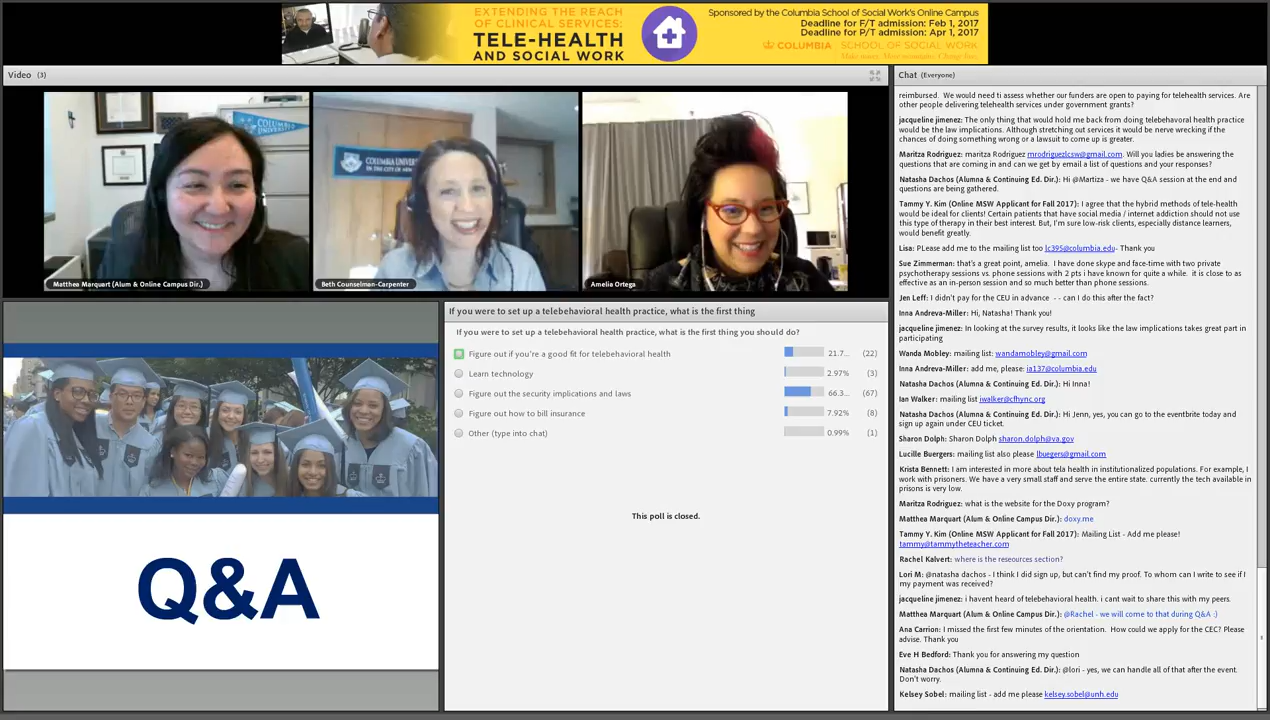 EXTENDING THE REACH
OF CLINICAL SERVICES:
TELE-HEALTH
AND SOCIAL WORK
Sponsored by the Columbia School of Social Work's Online Campus
Deadline for F/T admission: Feb 1, 2017
Deadline for P/T admission: Apr 1, 2017
COLUMBIA SCHOOL OF SOCIAL WORK
Video (3)
COLUMBIA
Matthea Marquart (Alum & Online Campus Dir.)
COLUMBIA UNIVER
IN THE CITY OF NEW
Beth Counselman-Carpenter
Amelia Ortega
Q&A
If you were to set up a telebehavioral health practice, what is the first thing
If you were to set up a telebehavioral health practice, what is the first thing you should do?
Figure out if you're a good fit for telebehavioral health 21.7... (22)
Learn technology 2.97% (3)
Figure out the security implications and laws 66.3... (67)
Figure out how to bill insurance 7.92% (8)
Other (type into chat) 0.99% (1)
This poll is closed.
Chat (Everyone)
reimbursed. We would need ti assess whether our funders are open to paying for telehealth services. Are
other people delivering telehealth services under government grants?
jacqueline jimenez: The only thing that would hold me back from doing telebehavoral health practice
would be the law implications. Although stretching out services it would be nerve wrecking if the
chances of doing something wrong or a lawsuit to come up is greater.
Maritza Rodriguez: maritza Rodriguez mrodriguezlcsw@gmail.com. Will you ladies be answering the
questions that are coming in and can we get by email a list of questions and your responses?
Natasha Dachos (Alumna & Continuing Ed. Dir.): Hi @Martiza - we have Q&A session at the end and
questions are being gathered.
Tammy Y. Kim (Online MSW Applicant for Fall 2017): I agree that the hybrid methods of tele-health
would be ideal for clients! Certain patients that have social media / internet addiction should not use
this type of therapy in their best interest. But, I'm sure low-risk clients, especially distance learners,
would benefit greatly.
Lisa: PLease add me to the mailing list too lc395@columbia.edu- Thank you
Sue Zimmerman: that's a great point, amelia. I have done skype and face-time with two private
psychotherapy sessions vs. phone sessions with 2 pts i have known for quite a while. it is close to as
effective as an in-person session and so much better than phone sessions.
Jen Leff: I didn't pay for the CEU in advance - - can I do this after the fact?
Inna Andreva-Miller: Hi, Natasha! Thank you!
jacqueline jimenez: In looking at the survey results, it looks like the law implications takes great part in
participating
Wanda Mobley: mailing list: wandamobley@gmail.com
Inna Andreva-Miller: add me, please: ia137@columbia.edu
Natasha Dachos (Alumna & Continuing Ed. Dir.): Hi Inna!
Ian Walker: mailing list iwalker@cfhync.org
Natasha Dachos (Alumna & Continuing Ed. Dir.): Hi Jenn, yes, you can go to the eventbrite today and
sign up again under CEU ticket.
Sharon Dolph: Sharon Dolph sharon.dolph@va.gov
Lucille Buergers: mailing list also please lbuegers@gmail.com
Krista Bennett: I am interested in more about tela health in institutionalized populations. For example, I
work with prisoners. We have a very small staff and serve the entire state. currently the tech available in
prisons is very low.
Maritza Rodriguez: what is the website for the Doxy program?
Matthea Marquart (Alum & Online Campus Dir.): doxy.me
Tammy Y. Kim (Online MSW Applicant for Fall 2017): Mailing List - Add me please!
tammy@tammytheteacher.com
Rachel Kalvert: where is the reseources section?
Lori M: @natasha dachos - I think I did sign up, but can't find my proof. To whom can I write to see if I
my payment was received?
jacqueline jimenez: i havent heard of telebehavioral health. i cant wait to share this with my peers.
Matthea Marquart (Alum & Online Campus Dir.): @Rachel - we will come to that during Q&A :)
Ana Carrion: I missed the first few minutes of the orientation. How could we apply for the CEC? Please
advise. Thank you
Eve H Bedford: Thank you for answering my question
Natasha Dachos (Alumna & Continuing Ed. Dir.): @lori - yes, we can handle all of that after the event.
Don't worry.
Kelsey Sobel: mailing list - add me please kelsey.sobel@unh.edu